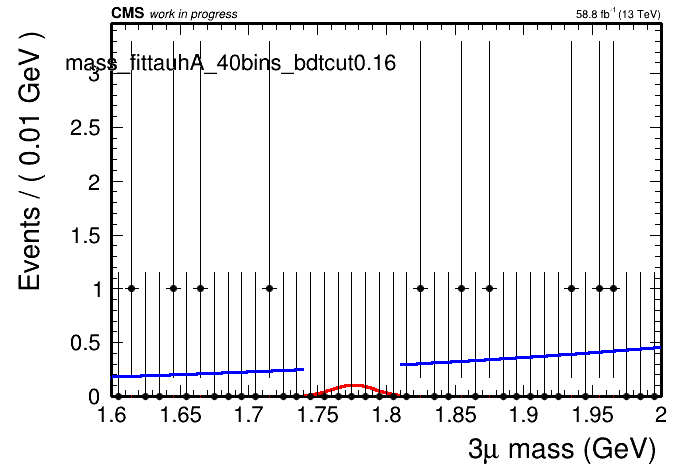 CMS work in progress
58.8 fb⁻¹ (13 TeV)
mass_fittauhA_40bins_bdtcut0.16
Events / ( 0.01 GeV )
3
2.5
2
1.5
1
0.5
0
1.6 1.65 1.7 1.75 1.8 1.85 1.9 1.95 2
3μ mass (GeV)